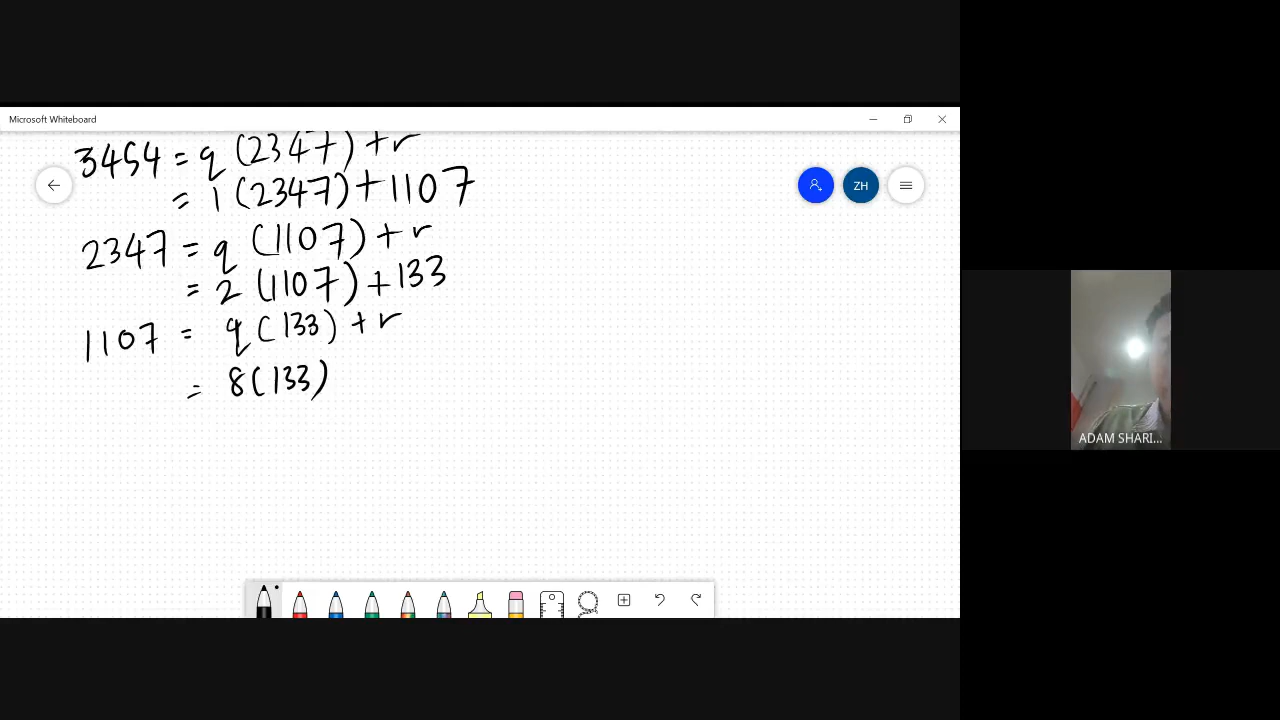 Microsoft Whiteboard
3454 = q (2347) + r
= 1 (2347) + 1107
ZH
2347 = q (1107) + r
= 2 (1107) + 133
1107 = q (133) + r
= 8 (133)
ADAM SHARI...